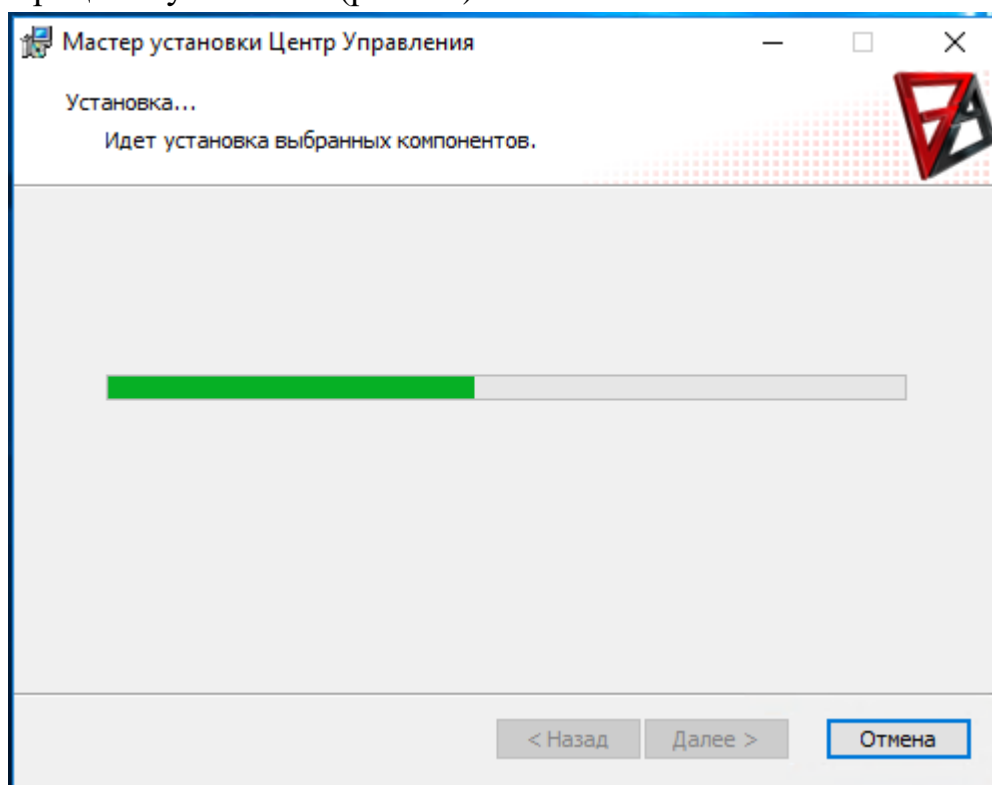 Мастер установки Центр Управления
Установка...
Идет установка выбранных компонентов.
< Назад Далее > Отмена